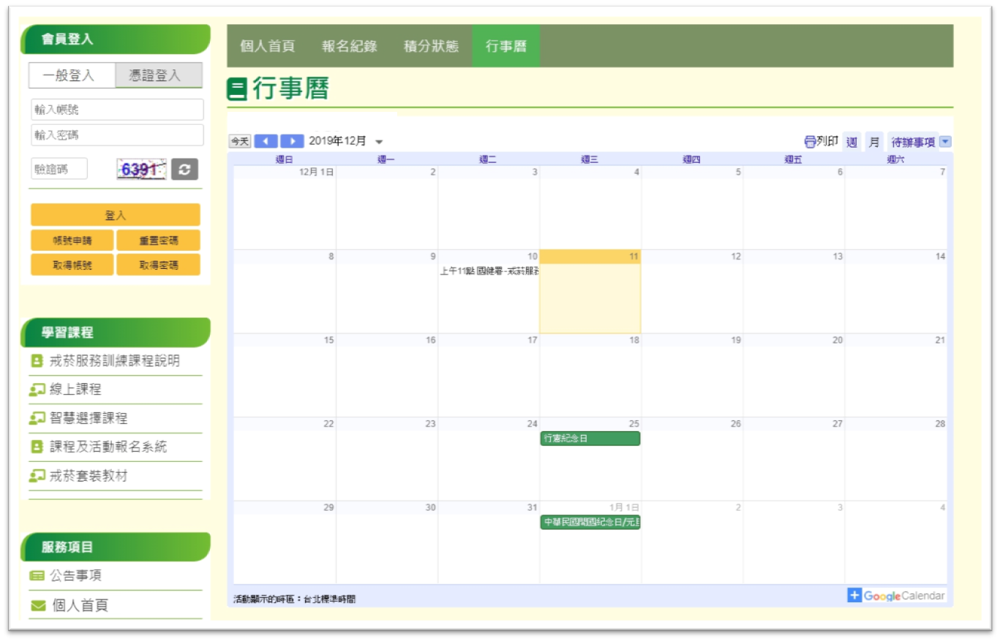 會員登入
一般登入 憑證登入
輸入帳號
輸入密碼
驗證碼 6391
登入
帳號申請 重置密碼
取得帳號 取得密碼
學習課程
戒菸服務訓練課程說明
線上課程
智慧選擇課程
課程及活動報名系統
戒菸套裝教材
服務項目
公告事項
個人首頁
個人首頁 報名紀錄 積分狀態 行事曆
行事曆
今天 2019年12月 列印 週 月 待辦事項
週日 週一 週二 週三 週四 週五 週六
12月 1日 2 3 4 5 6 7
8 9 10 11 12 13 14
上午11點 國健署-戒菸服務
15 16 17 18 19 20 21
22 23 24 25 26 27 28
行憲紀念日
29 30 31 1月 1日 2 3 4
中華民國開國紀念日/元旦
活動顯示的時區：台北標準時間
Google Calendar